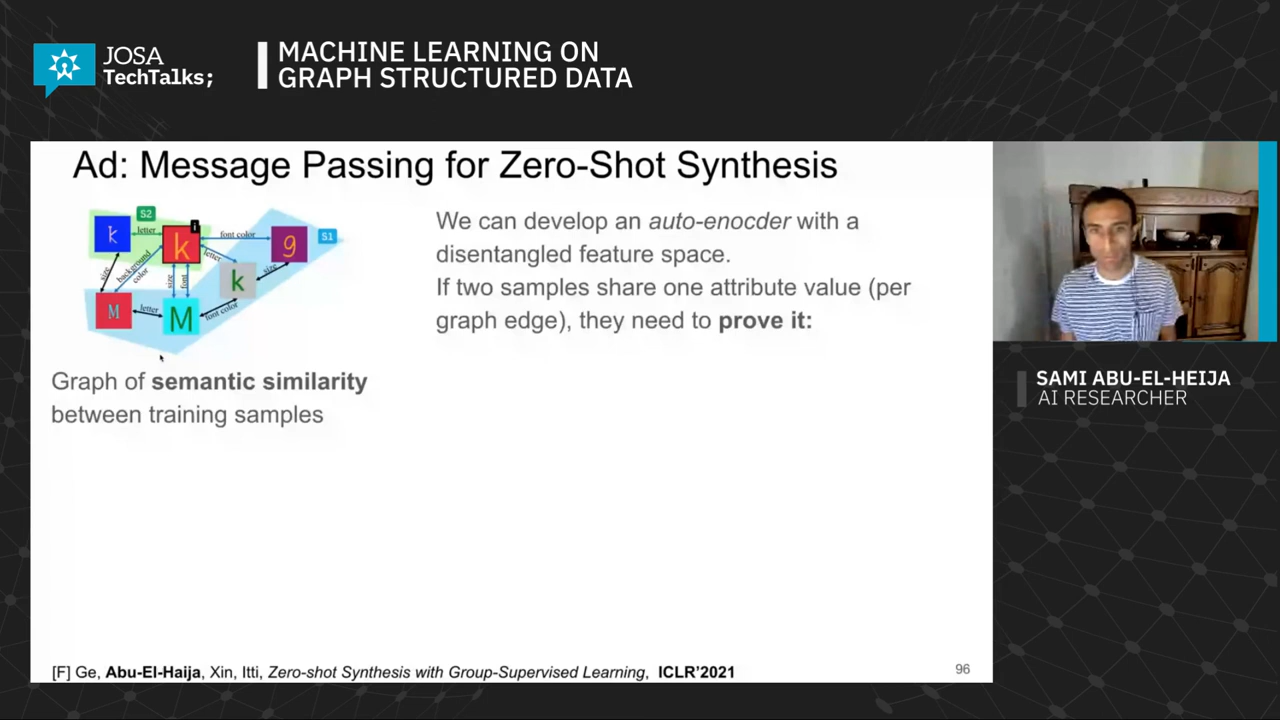 JOSA
TechTalks;
MACHINE LEARNING ON
GRAPH STRUCTURED DATA
Ad: Message Passing for Zero-Shot Synthesis
S2
i
k
letter
k
font color
g
S1
size
background
color
size
font
letter
k
size
M
letter
M
font color
We can develop an auto-enocder with a
disentangled feature space.
If two samples share one attribute value (per
graph edge), they need to prove it:
Graph of semantic similarity
between training samples
SAMI ABU-EL-HEIJA
AI RESEARCHER
[F] Ge, Abu-El-Haija, Xin, Itti, Zero-shot Synthesis with Group-Supervised Learning, ICLR'2021
96